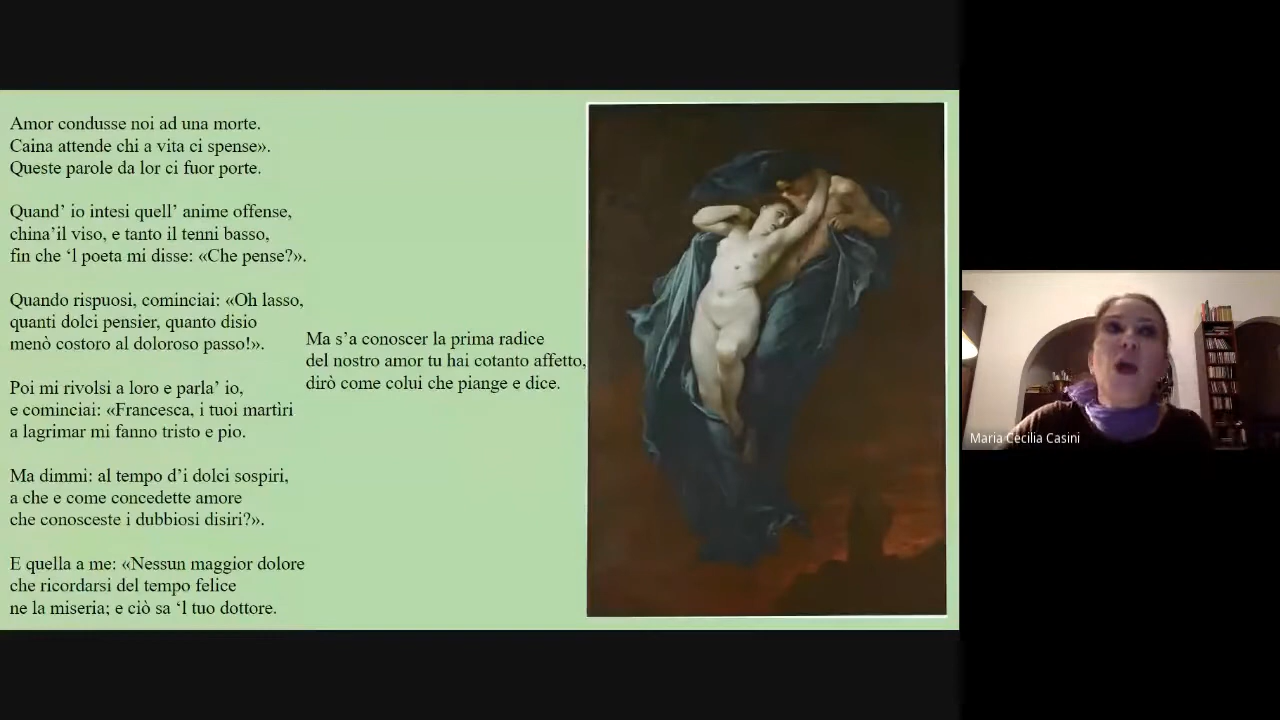 Amor condusse noi ad una morte.
Caina attende chi a vita ci spense».
Queste parole da lor ci fuor porte.
Quand' io intesi quell' anime offense,
china'il viso, e tanto il tenni basso,
fin che 'l poeta mi disse: «Che pense?».
Quando rispuosi, cominciai: «Oh lasso,
quanti dolci pensier, quanto disio
menò costoro al doloroso passo!».
Poi mi rivolsi a loro e parla' io,
e cominciai: «Francesca, i tuoi martìri
a lagrimar mi fanno tristo e pio.
Ma dimmi: al tempo d'i dolci sospiri,
a che e come concedette amore
che conosceste i dubbiosi disiri?».
E quella a me: «Nessun maggior dolore
che ricordarsi del tempo felice
ne la miseria; e ciò sa 'l tuo dottore.
Ma s'a conoscer la prima radice
del nostro amor tu hai cotanto affetto,
dirò come colui che piange e dice.
Maria Cecilia Casini